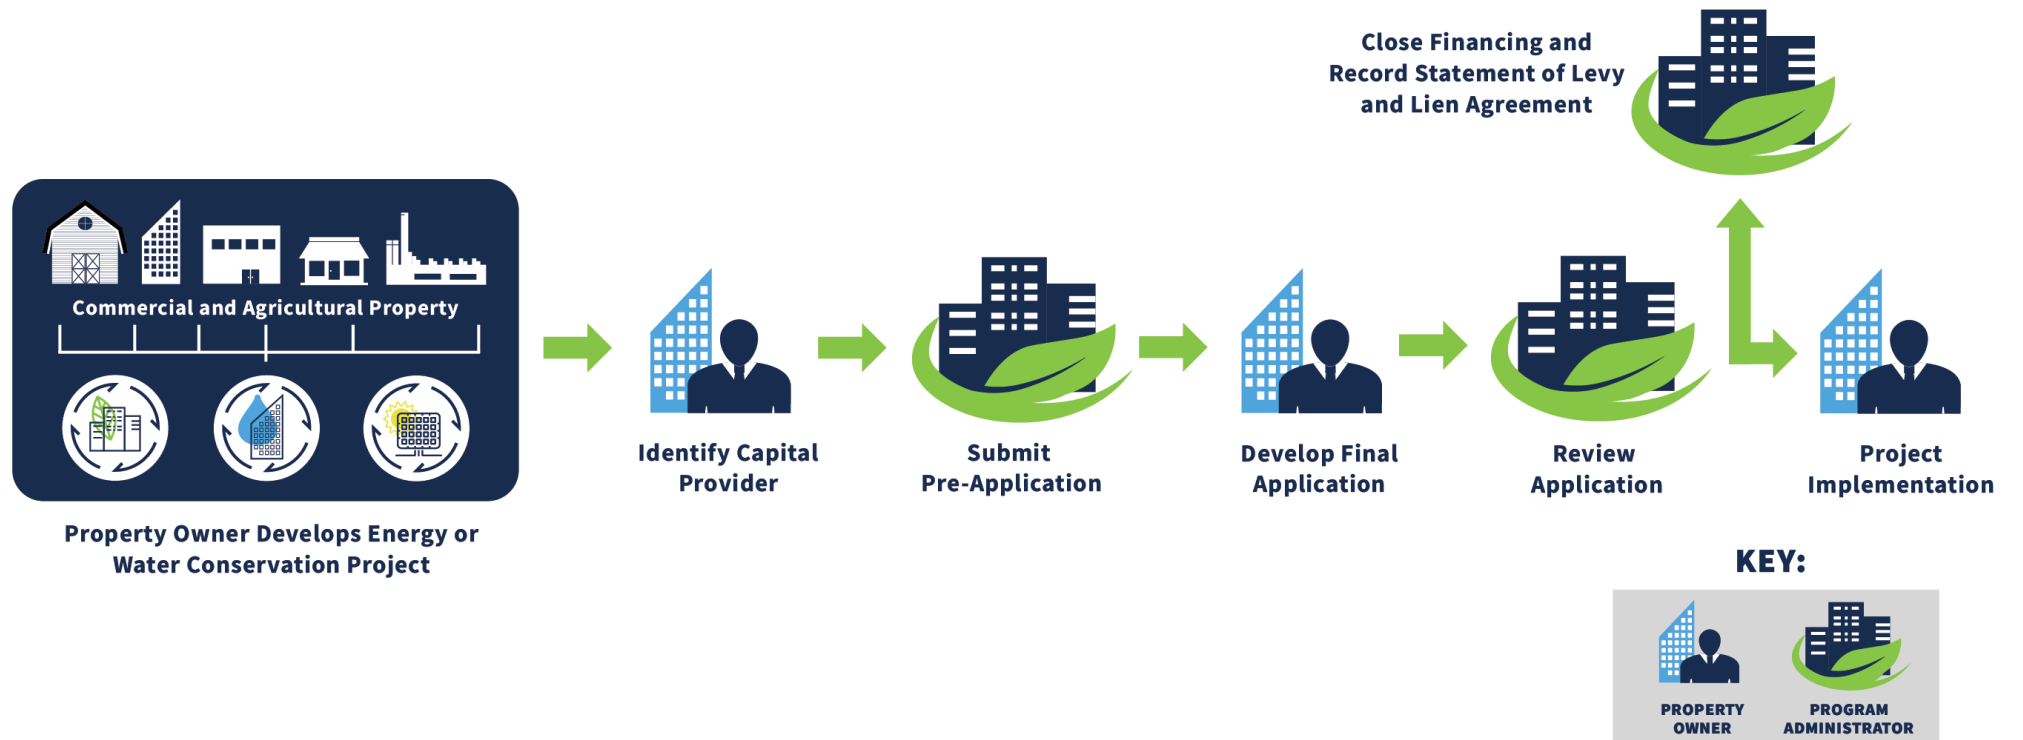 Close Financing and
Record Statement of Levy
and Lien Agreement
Commercial and Agricultural Property
Property Owner Develops Energy or
Water Conservation Project
Identify Capital
Provider
Submit
Pre-Application
Develop Final
Application
Review
Application
Project
Implementation
KEY:
PROPERTY
OWNER
PROGRAM
ADMINISTRATOR